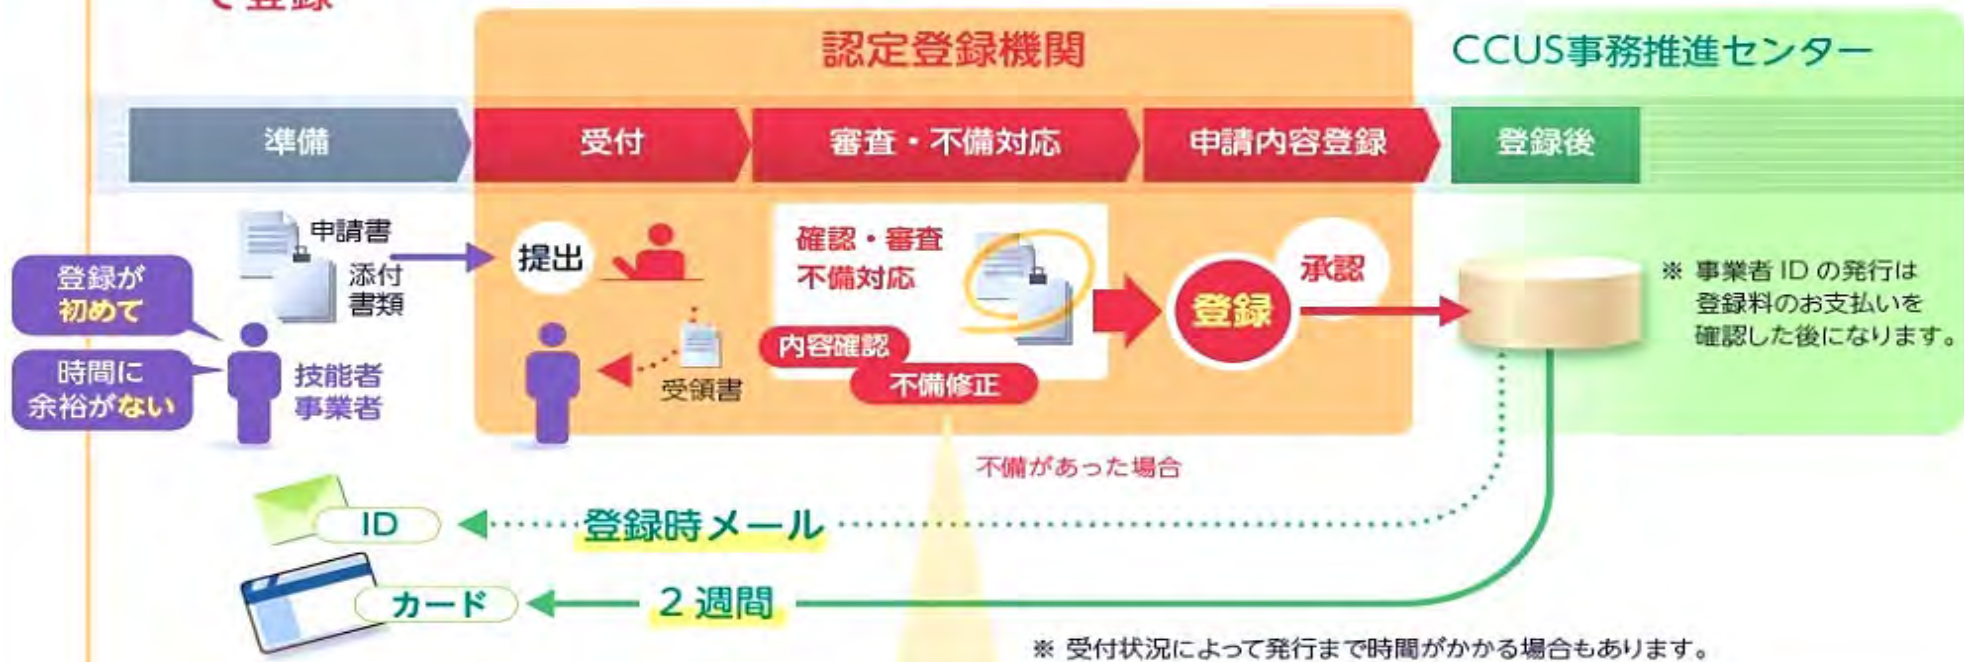 で登録
認定登録機関
CCUS事務推進センター
準備
受付
審査・不備対応
申請内容登録
登録後
申請書
添付
書類
登録が
初めて
時間に
余裕がない
技能者
事業者
提出
受領書
確認・審査
不備対応
内容確認
不備修正
登録
承認
※ 事業者 ID の発行は
登録料のお支払いを
確認した後になります。
不備があった場合
ID
登録時メール
カード
2 週間
※ 受付状況によって発行まで時間がかかる場合もあります。